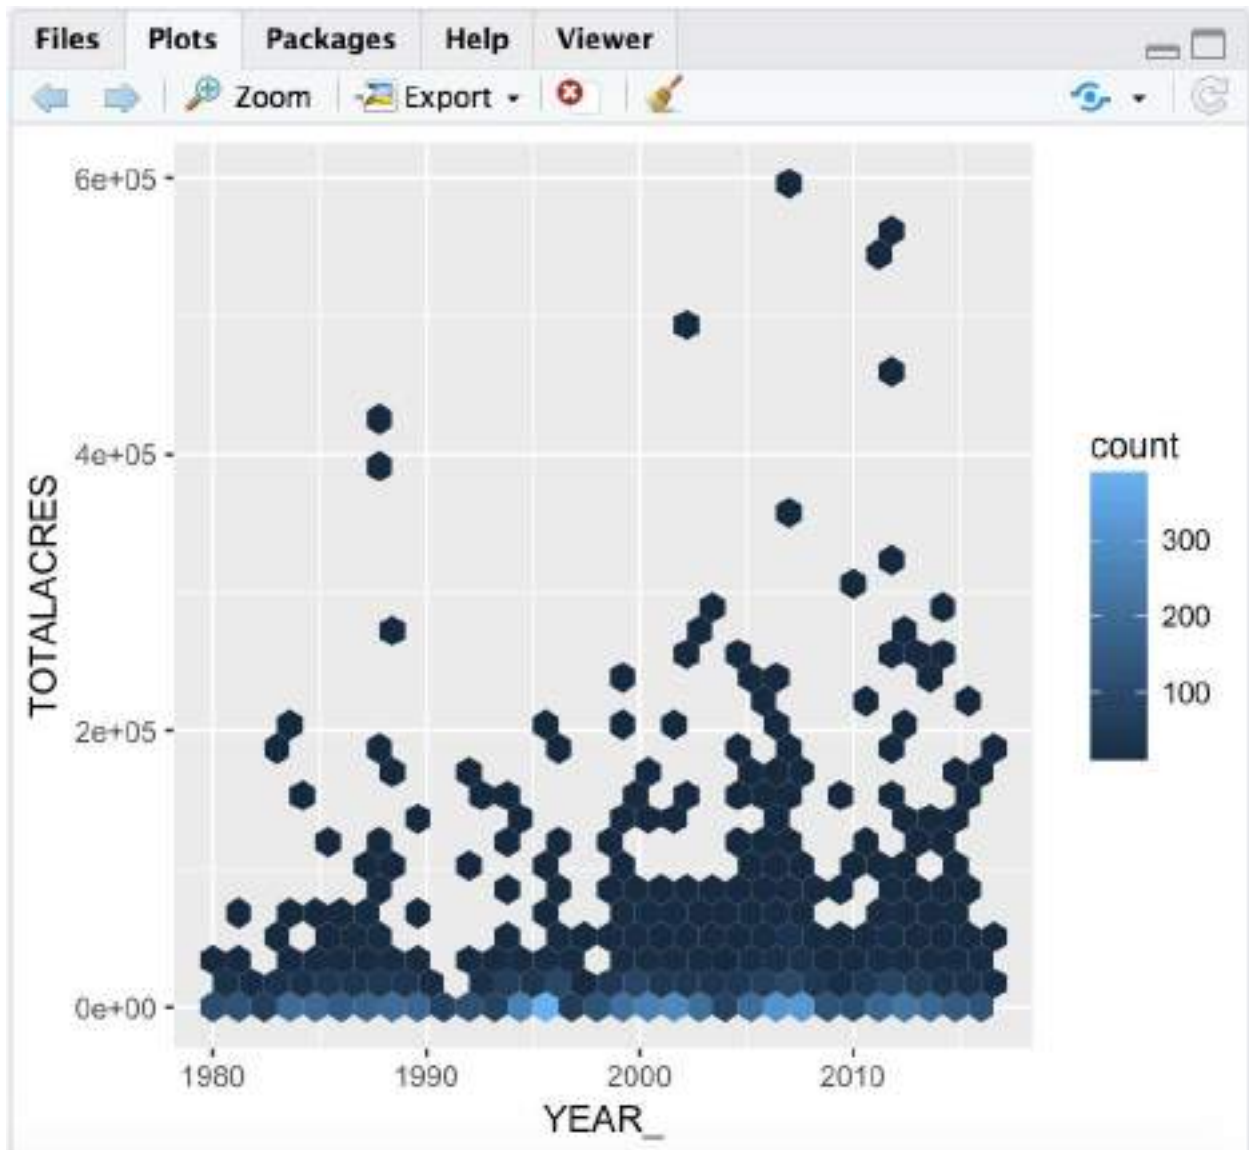 Files Plots Packages Help Viewer
Zoom Export
6e+05
4e+05
2e+05
0e+00
TOTALACRES
1980 1990 2000 2010
YEAR_
count
300
200
100